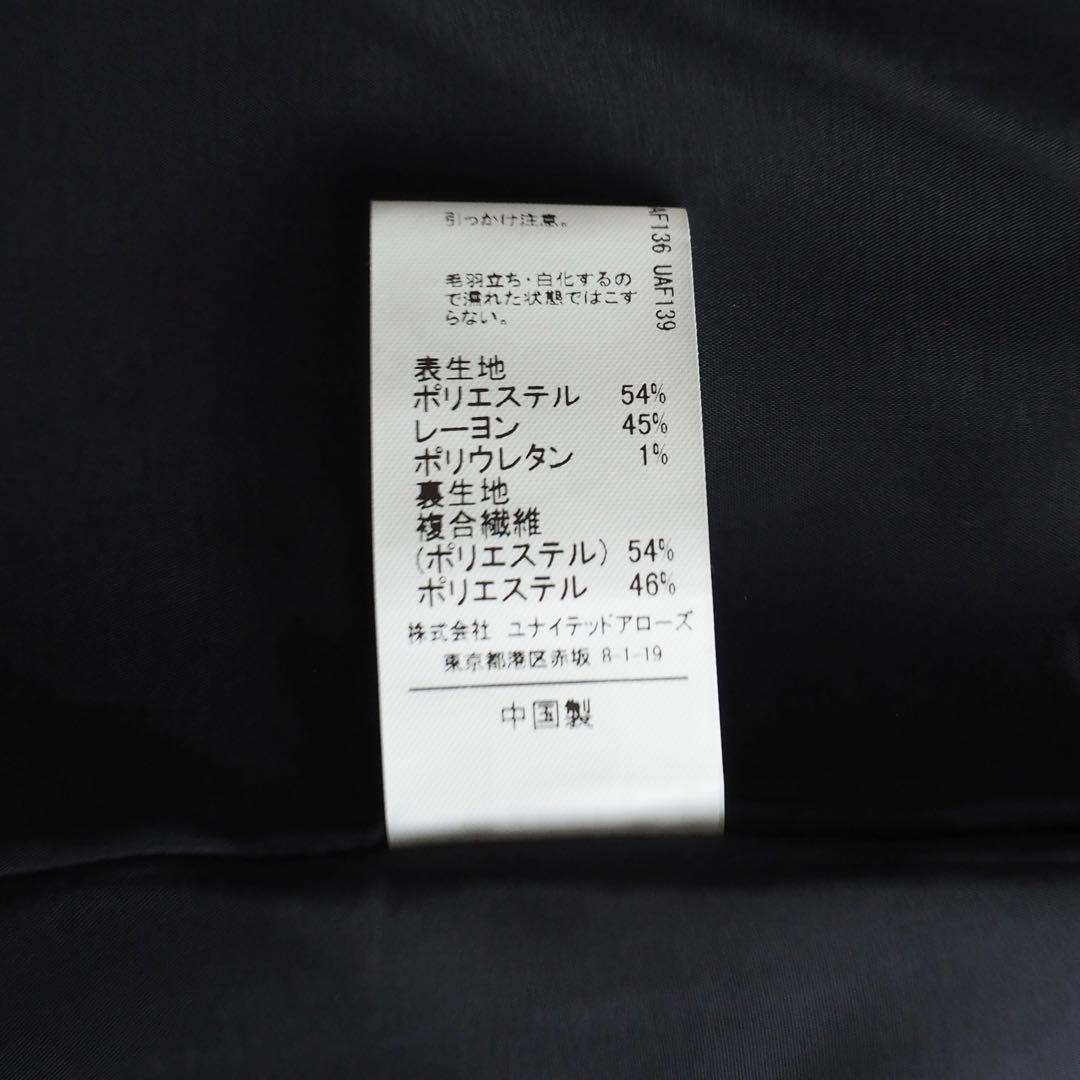 引っかけ注意。
毛羽立ち・白化するの
で濡れた状態ではこす
らない。
表生地
ポリエステル 54%
レーヨン 45%
ポリウレタン 1%
裏生地
複合繊維
(ポリエステル) 54%
ポリエステル 46%
株式会社 ユナイテッドアローズ
東京都港区赤坂 8-1-19
中国製
AF136 UAF139